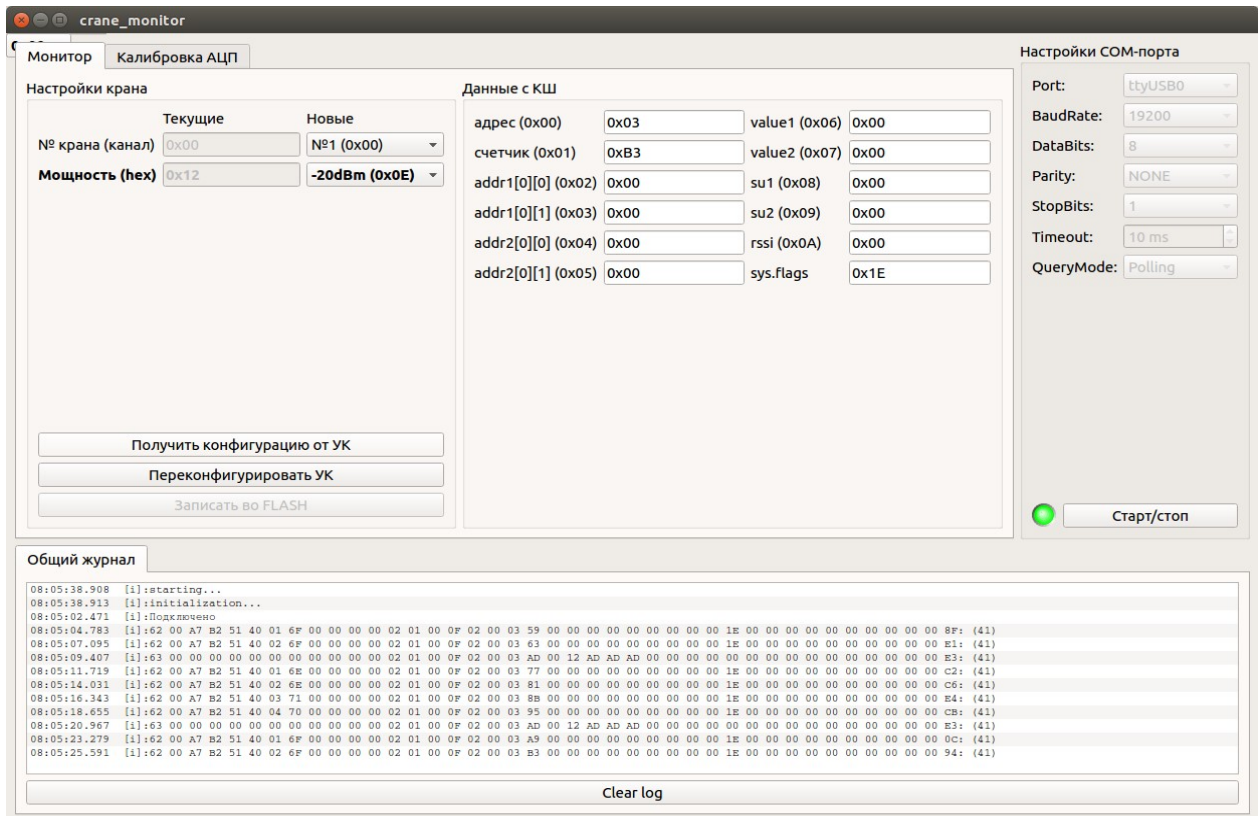 crane_monitor
Монитор
Калибровка АЦП
Настройки крана
Текущие Новые
№ крана (канал) 0x00 №1 (0x00)
Мощность (hex) 0x12 -20dBm (0x0E)
Получить конфигурацию от УК
Переконфигурировать УК
Записать во FLASH
Данные с КШ
адрес (0x00) 0x03 value1 (0x06) 0x00
счетчик (0x01) 0xB3 value2 (0x07) 0x00
addr1[0][0] (0x02) 0x00 su1 (0x08) 0x00
addr1[0][1] (0x03) 0x00 su2 (0x09) 0x00
addr2[0][0] (0x04) 0x00 rssi (0x0A) 0x00
addr2[0][1] (0x05) 0x00 sys.flags 0x1E
Настройки COM-порта
Port: ttyUSB0
BaudRate: 19200
DataBits: 8
Parity: NONE
StopBits: 1
Timeout: 10 ms
QueryMode: Polling
Старт/стоп
Общий журнал
08:05:38.908 [i]:starting...
08:05:38.913 [i]:initialization...
08:05:02.471 [i]:Подключено
08:05:04.783 [i]:62 00 A7 B2 51 40 01 6F 00 00 00 00 02 01 00 0F 02 00 03 59 00 00 00 00 00 00 00 00 00 1E 00 00 00 00 00 00 00 00 00 00 8F: (41)
08:05:07.095 [i]:62 00 A7 B2 51 40 02 6F 00 00 00 00 02 01 00 0F 02 00 03 63 00 00 00 00 00 00 00 00 00 1E 00 00 00 00 00 00 00 00 00 00 E1: (41)
08:05:09.407 [i]:63 00 00 00 00 00 00 00 00 00 00 00 02 01 00 0F 02 00 03 AD 00 12 AD AD AD 00 00 00 00 00 00 00 00 00 00 00 00 00 00 00 E3: (41)
08:05:11.719 [i]:62 00 A7 B2 51 40 01 6E 00 00 00 00 02 01 00 0F 02 00 03 77 00 00 00 00 00 00 00 00 00 1E 00 00 00 00 00 00 00 00 00 00 C2: (41)
08:05:14.031 [i]:62 00 A7 B2 51 40 02 6E 00 00 00 00 02 01 00 0F 02 00 03 81 00 00 00 00 00 00 00 00 00 1E 00 00 00 00 00 00 00 00 00 00 C6: (41)
08:05:16.343 [i]:62 00 A7 B2 51 40 03 71 00 00 00 00 02 01 00 0F 02 00 03 8B 00 00 00 00 00 00 00 00 00 1E 00 00 00 00 00 00 00 00 00 00 E4: (41)
08:05:18.655 [i]:62 00 A7 B2 51 40 04 70 00 00 00 00 02 01 00 0F 02 00 03 95 00 00 00 00 00 00 00 00 00 1E 00 00 00 00 00 00 00 00 00 00 CB: (41)
08:05:20.967 [i]:63 00 00 00 00 00 00 00 00 00 00 00 02 01 00 0F 02 00 03 AD 00 12 AD AD AD 00 00 00 00 00 00 00 00 00 00 00 00 00 00 00 E3: (41)
08:05:23.279 [i]:62 00 A7 B2 51 40 01 6F 00 00 00 00 02 01 00 0F 02 00 03 A9 00 00 00 00 00 00 00 00 00 1E 00 00 00 00 00 00 00 00 00 00 0C: (41)
08:05:25.591 [i]:62 00 A7 B2 51 40 02 6F 00 00 00 00 02 01 00 0F 02 00 03 B3 00 00 00 00 00 00 00 00 00 1E 00 00 00 00 00 00 00 00 00 00 94: (41)
Clear log